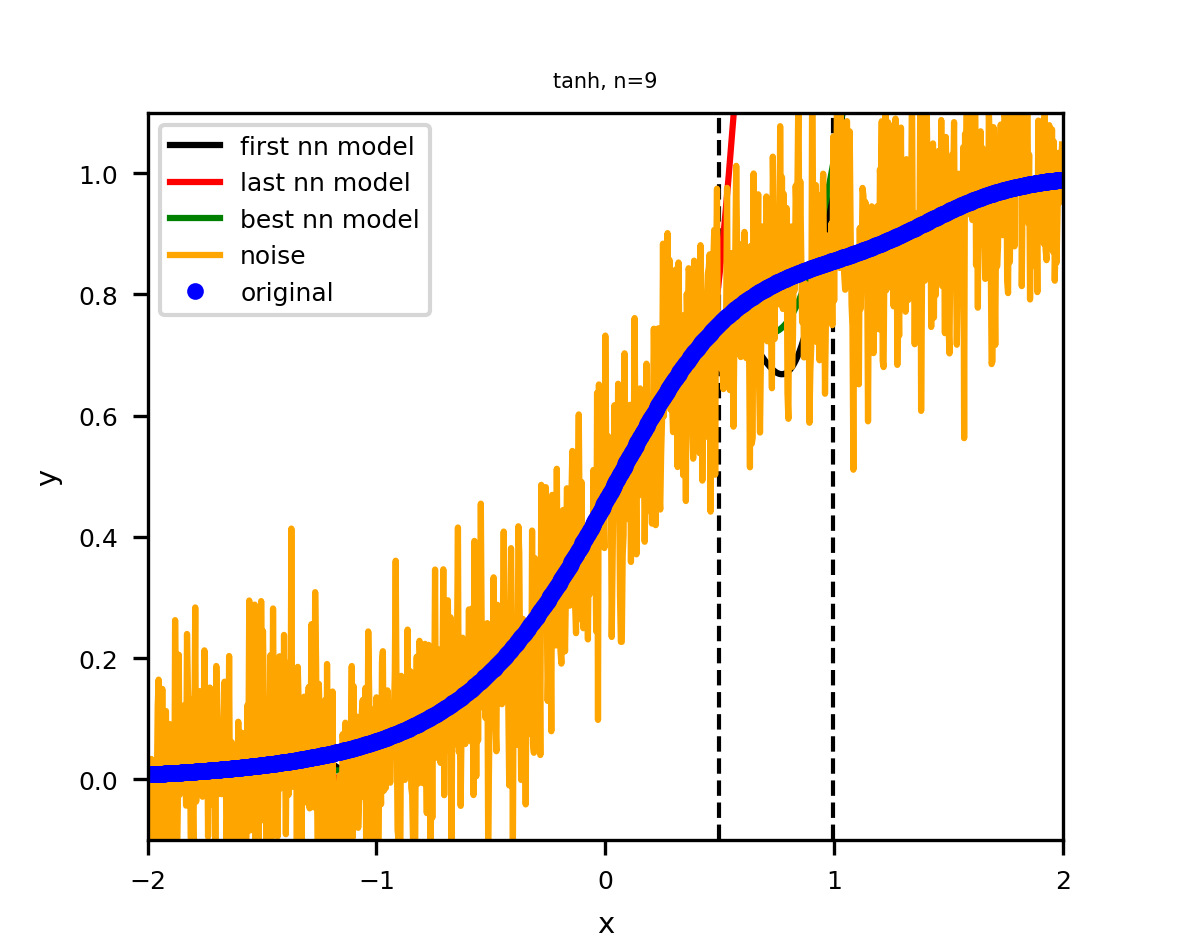 tanh, n=9
first nn model
last nn model
best nn model
noise
original
1.0
0.8
0.6
0.4
0.2
0.0
y
−2
−1
0
1
2
x